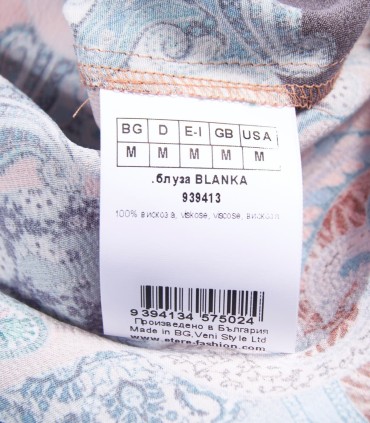 BG D E-I GB USA
M M M M M
.блуза BLANKA
939413
100% вискоза, viskose, viscose, вискоза
9 394134 575024
Произведено в България
Made in BG,Veni Style Ltd
www.efere-fashion.com